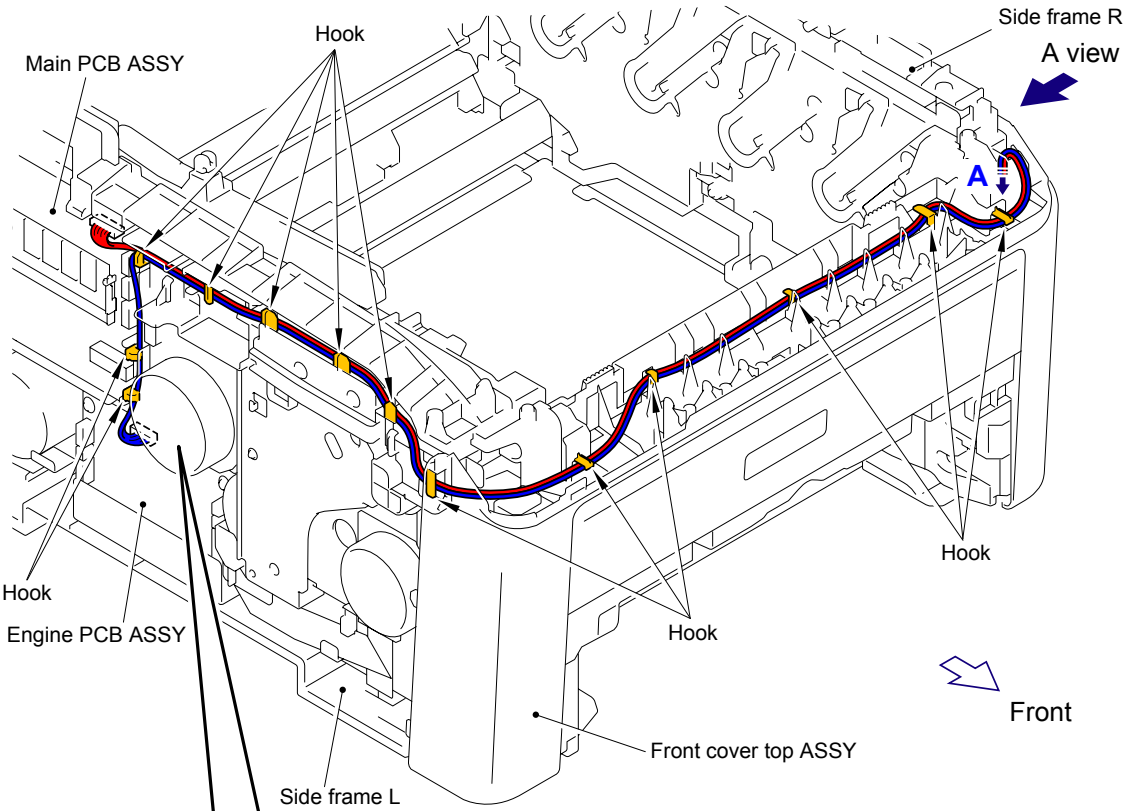 Side frame R
Hook
A view
Main PCB ASSY
A
Hook
Hook
Hook
Engine PCB ASSY
Front
Front cover top ASSY
Side frame L